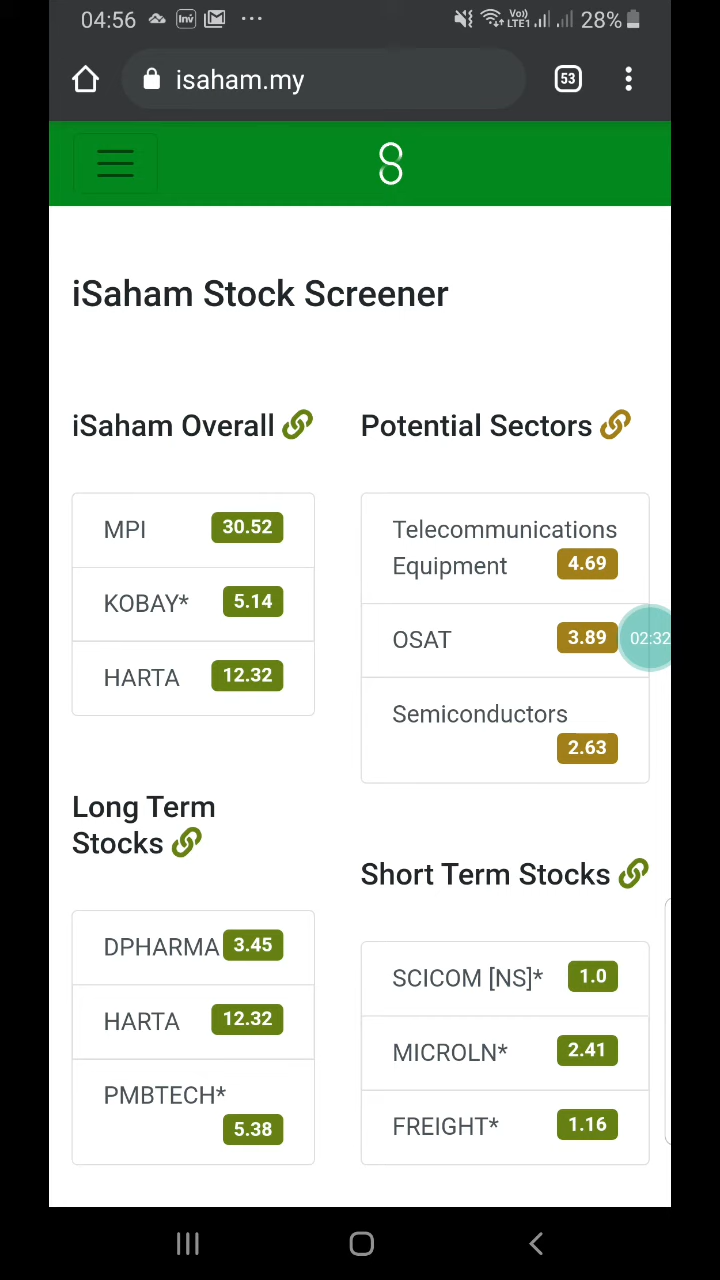 04:56 Inv M ... Vo)) LTE1 28%
isaham.my 53
iSaham Stock Screener
iSaham Overall
MPI 30.52
KOBAY* 5.14
HARTA 12.32
Potential Sectors
Telecommunications
Equipment 4.69
OSAT 3.89
02:32
Semiconductors
2.63
Long Term
Stocks
DPHARMA 3.45
HARTA 12.32
PMBTECH*
5.38
Short Term Stocks
SCICOM [NS]* 1.0
MICROLN* 2.41
FREIGHT* 1.16